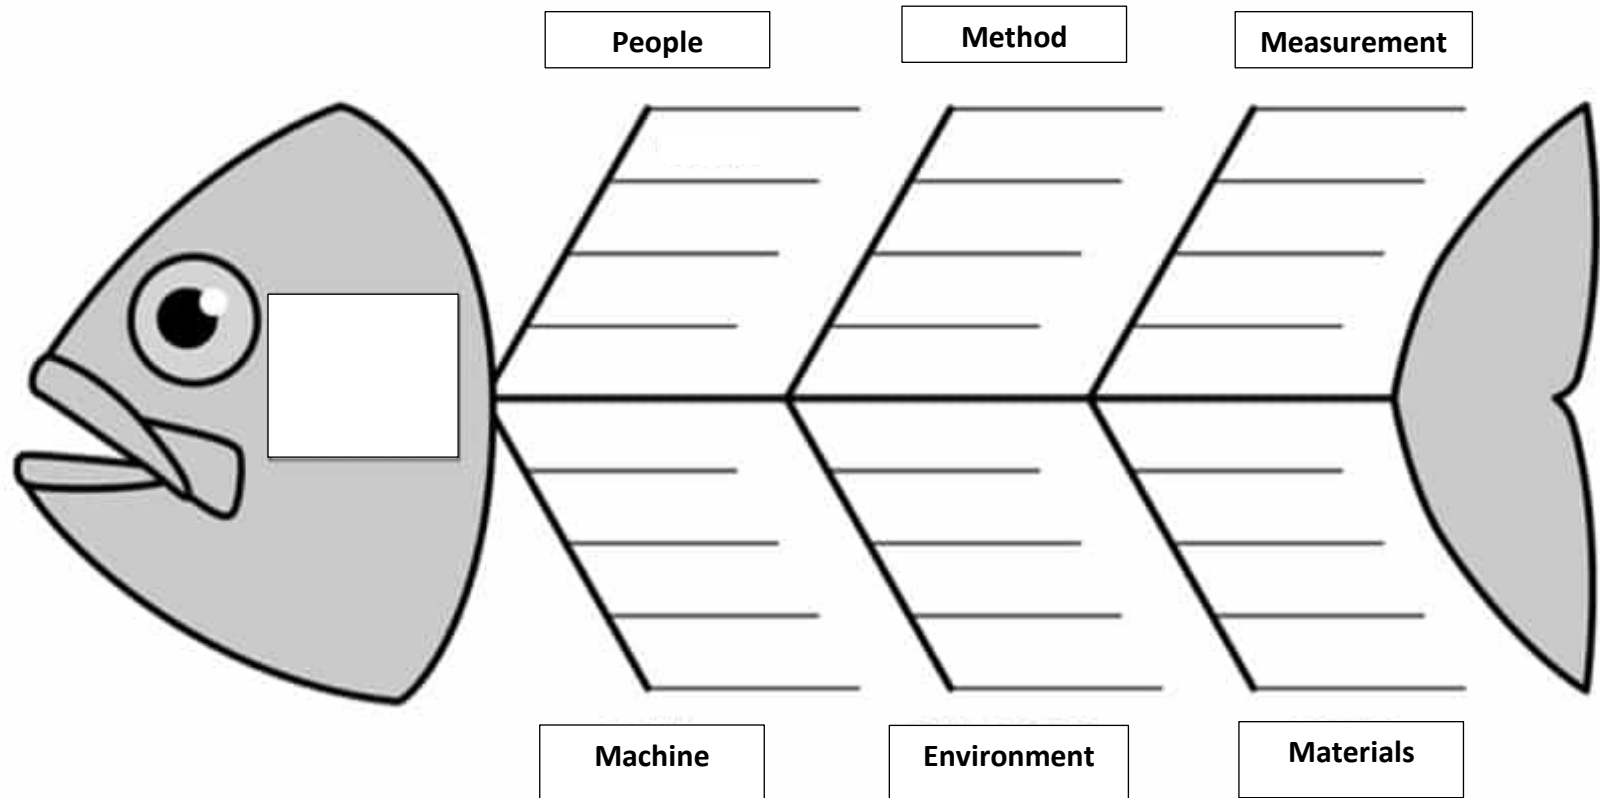 People
Method
Measurement
Machine
Environment
Materials